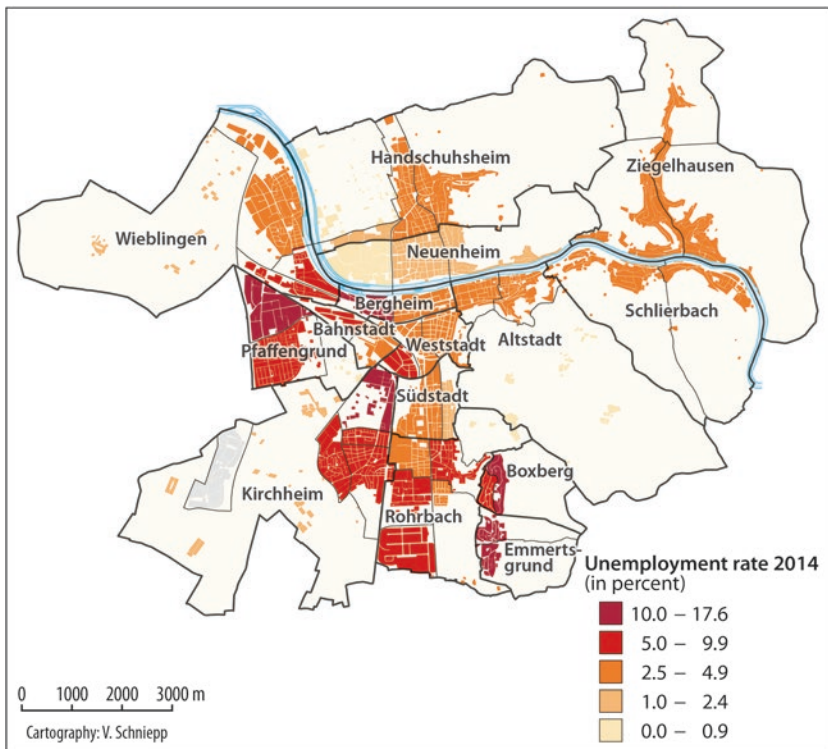 Handschuhsheim
Ziegelhausen
Wieblingen
Neuenheim
Bergheim
Schlierbach
Bahnstadt
Weststadt
Altstadt
Pfaffengrund
Südstadt
Boxberg
Kirchheim
Rohrbach
Emmerts-
grund
Unemployment rate 2014
(in percent)
10.0 – 17.6
5.0 – 9.9
2.5 – 4.9
1.0 – 2.4
0.0 – 0.9
0 1000 2000 3000 m
Cartography: V. Schniepp